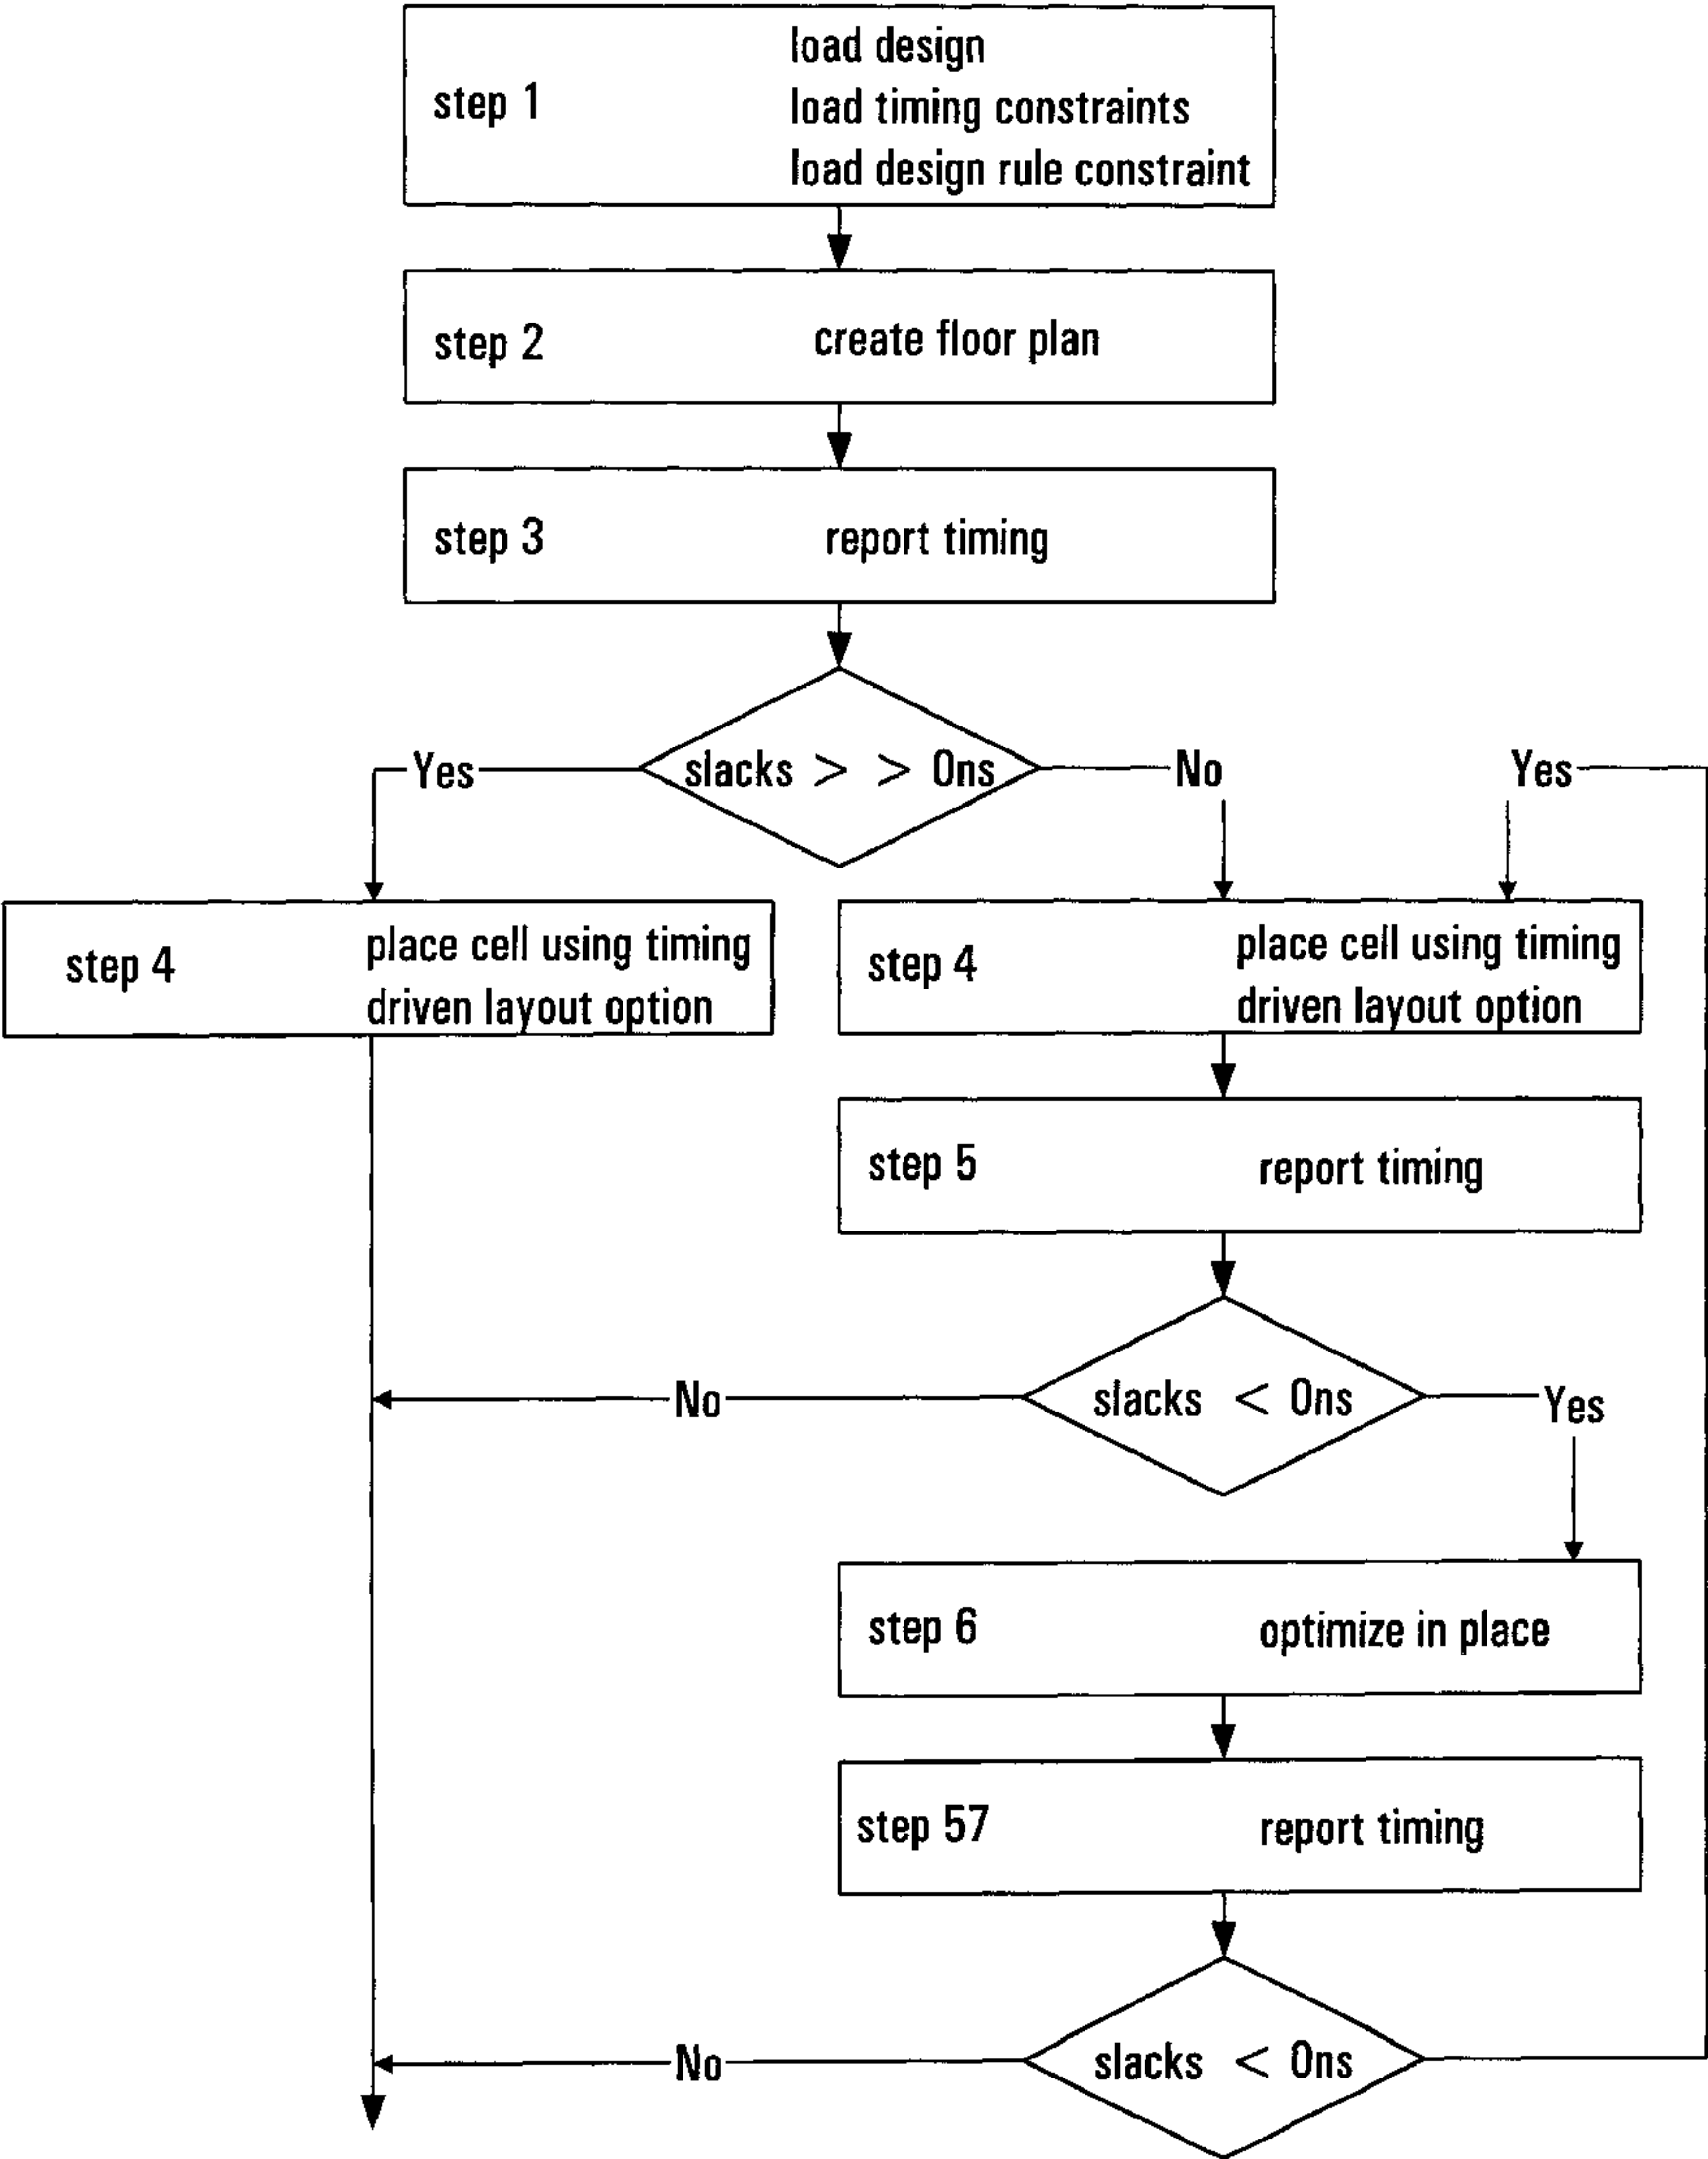 step 1
load design
load timing constraints
load design rule constraint
step 2 create floor plan
step 3 report timing
Yes
slacks > > 0ns
No
Yes
step 4
place cell using timing
driven layout option
step 4
place cell using timing
driven layout option
step 5 report timing
No
slacks < 0ns
Yes
step 6 optimize in place
step 57 report timing
No
slacks < 0ns